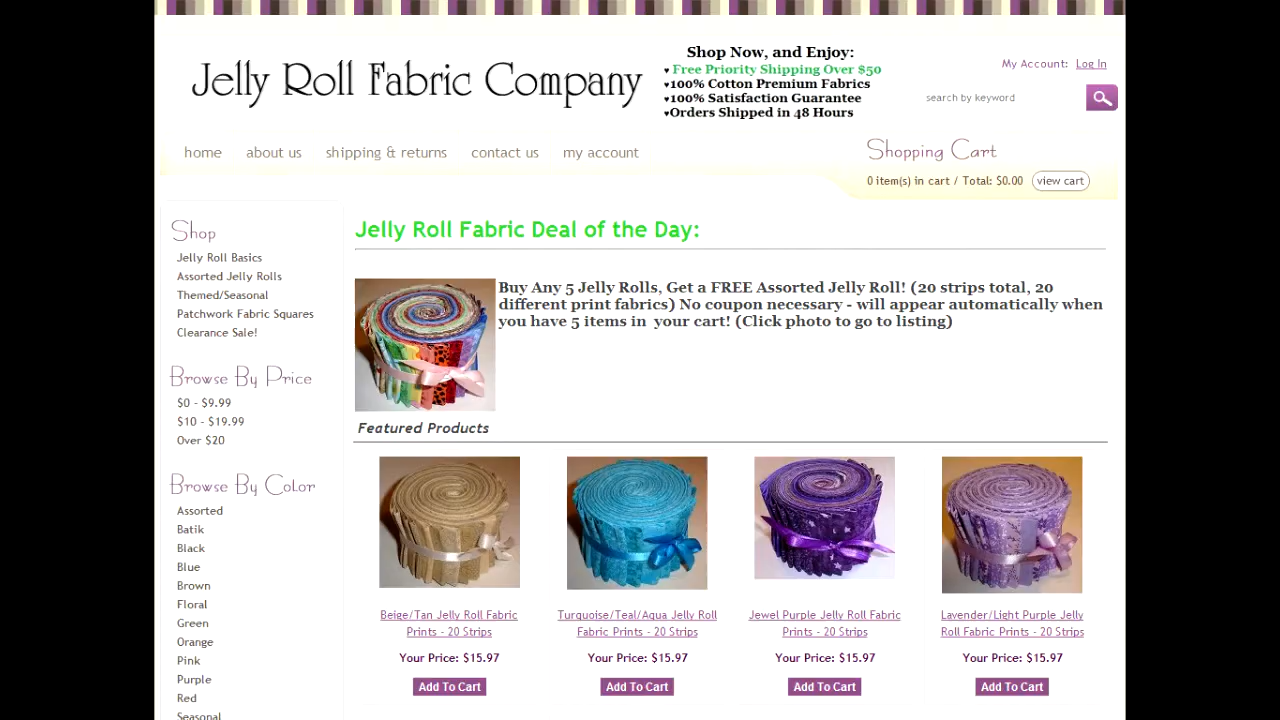 Jelly Roll Fabric Company
Shop Now, and Enjoy:
♥ Free Priority Shipping Over $50
♥100% Cotton Premium Fabrics
♥100% Satisfaction Guarantee
♥Orders Shipped in 48 Hours
My Account: Log In
search by keyword
home about us shipping & returns contact us my account
Shopping Cart
0 item(s) in cart / Total: $0.00 view cart
Shop
Jelly Roll Basics
Assorted Jelly Rolls
Themed/Seasonal
Patchwork Fabric Squares
Clearance Sale!
Browse By Price
$0 - $9.99
$10 - $19.99
Over $20
Browse By Color
Assorted
Batik
Black
Blue
Brown
Floral
Green
Orange
Pink
Purple
Red
Seasonal
Jelly Roll Fabric Deal of the Day:
Buy Any 5 Jelly Rolls, Get a FREE Assorted Jelly Roll! (20 strips total, 20
different print fabrics) No coupon necessary - will appear automatically when
you have 5 items in your cart! (Click photo to go to listing)
Featured Products
Beige/Tan Jelly Roll Fabric
Prints - 20 Strips
Your Price: $15.97
Add To Cart
Turquoise/Teal/Aqua Jelly Roll
Fabric Prints - 20 Strips
Your Price: $15.97
Add To Cart
Jewel Purple Jelly Roll Fabric
Prints - 20 Strips
Your Price: $15.97
Add To Cart
Lavender/Light Purple Jelly
Roll Fabric Prints - 20 Strips
Your Price: $15.97
Add To Cart